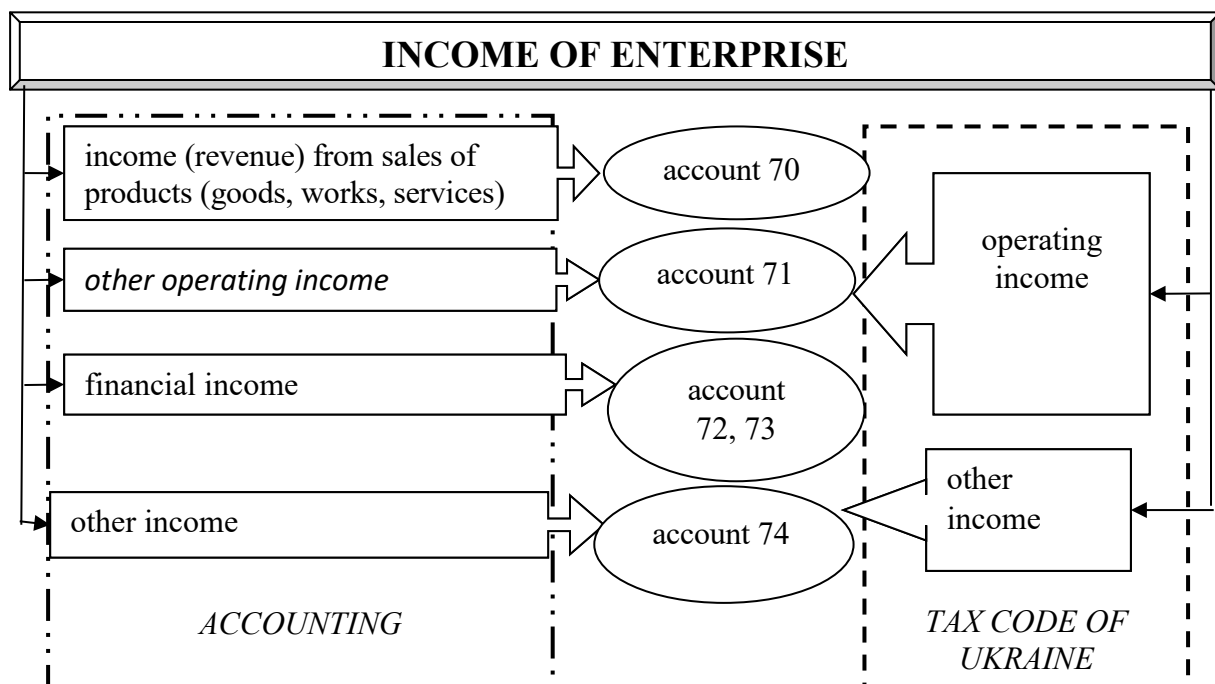 INCOME OF ENTERPRISE
income (revenue) from sales of
products (goods, works, services)
account 70
operating
income
other operating income
account 71
financial income
account
72, 73
other income
account 74
other
income
ACCOUNTING
TAX CODE OF
UKRAINE